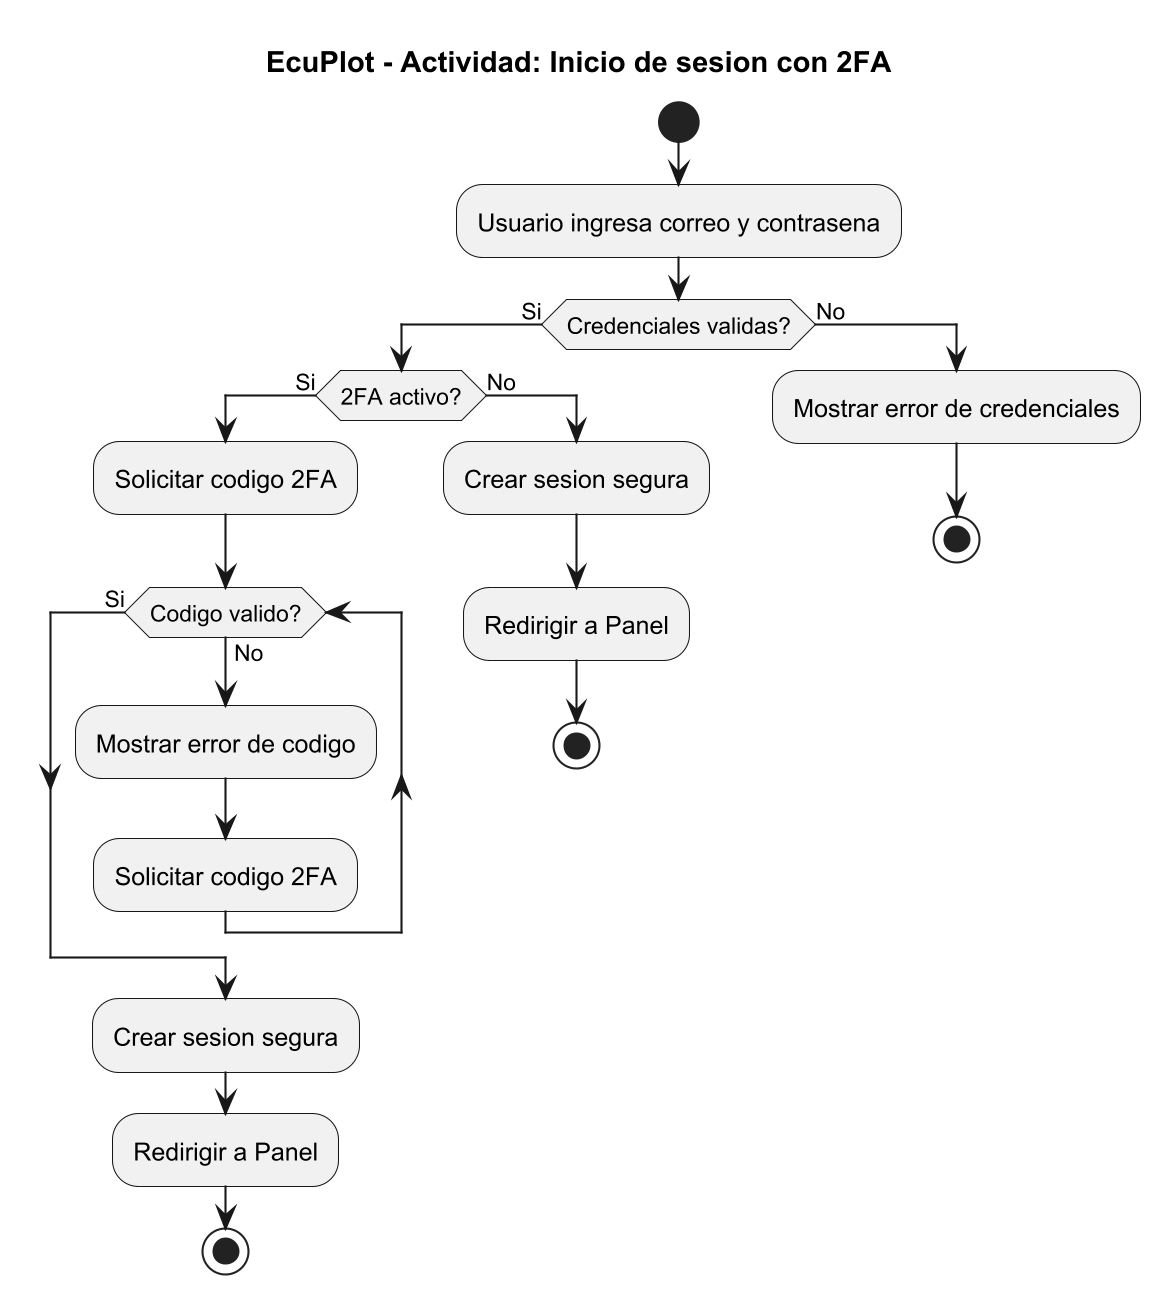 EcuPlot - Actividad: Inicio de sesion con 2FA
Usuario ingresa correo y contrasena
Si
Credenciales validas?
No
Si
2FA activo?
No
Mostrar error de credenciales
Solicitar codigo 2FA
Crear sesion segura
Si
Codigo valido?
No
Redirigir a Panel
Mostrar error de codigo
Solicitar codigo 2FA
Crear sesion segura
Redirigir a Panel